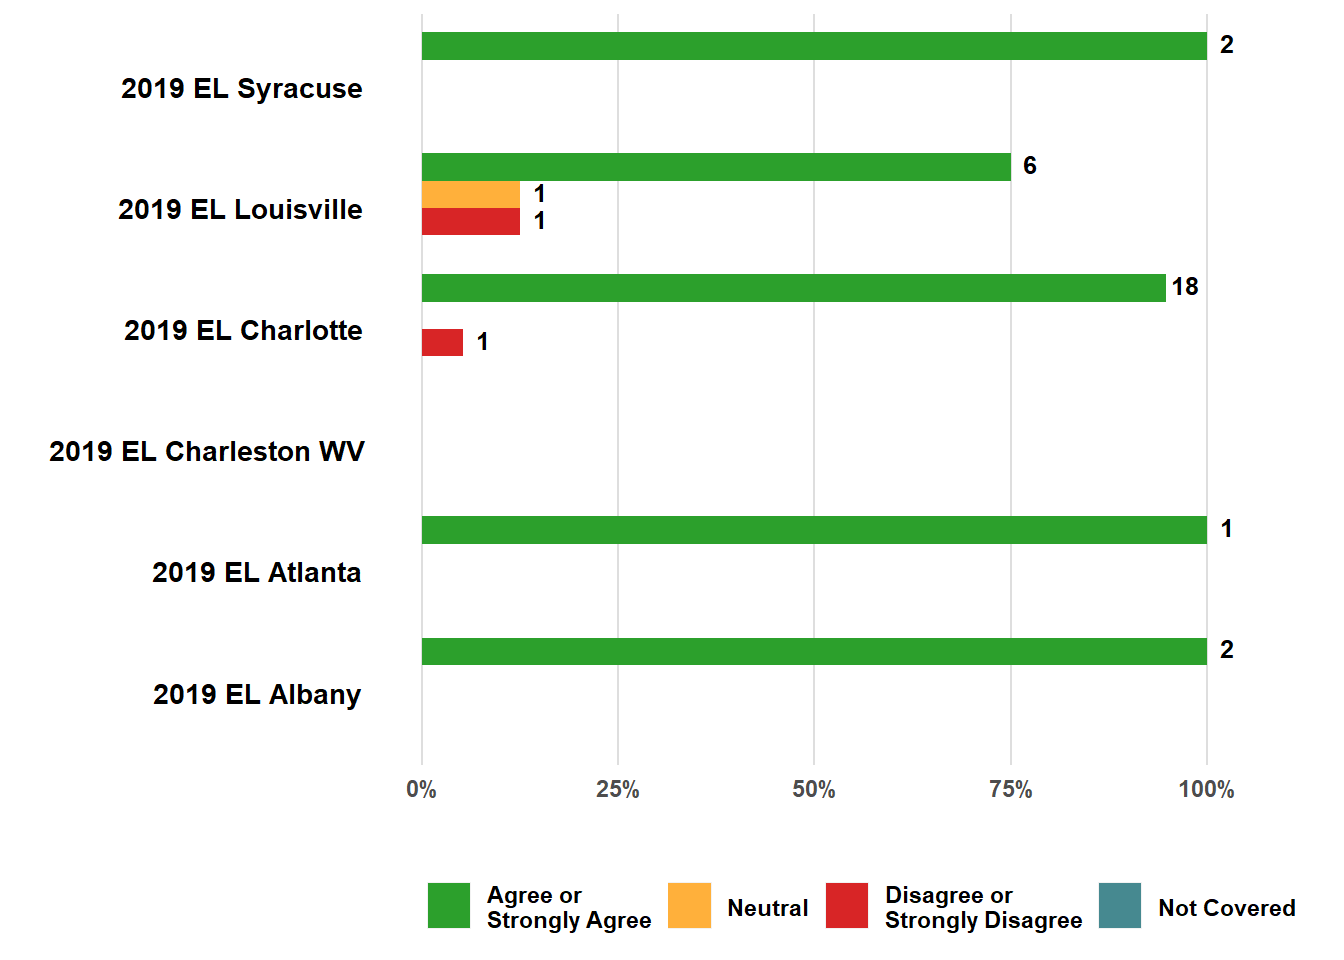 2
2019 EL Syracuse
6
1
2019 EL Louisville
1
18
2019 EL Charlotte
1
2019 EL Charleston WV
1
2019 EL Atlanta
2
2019 EL Albany
0% 25% 50% 75% 100%
Agree or
Strongly Agree
Neutral
Disagree or
Strongly Disagree
Not Covered